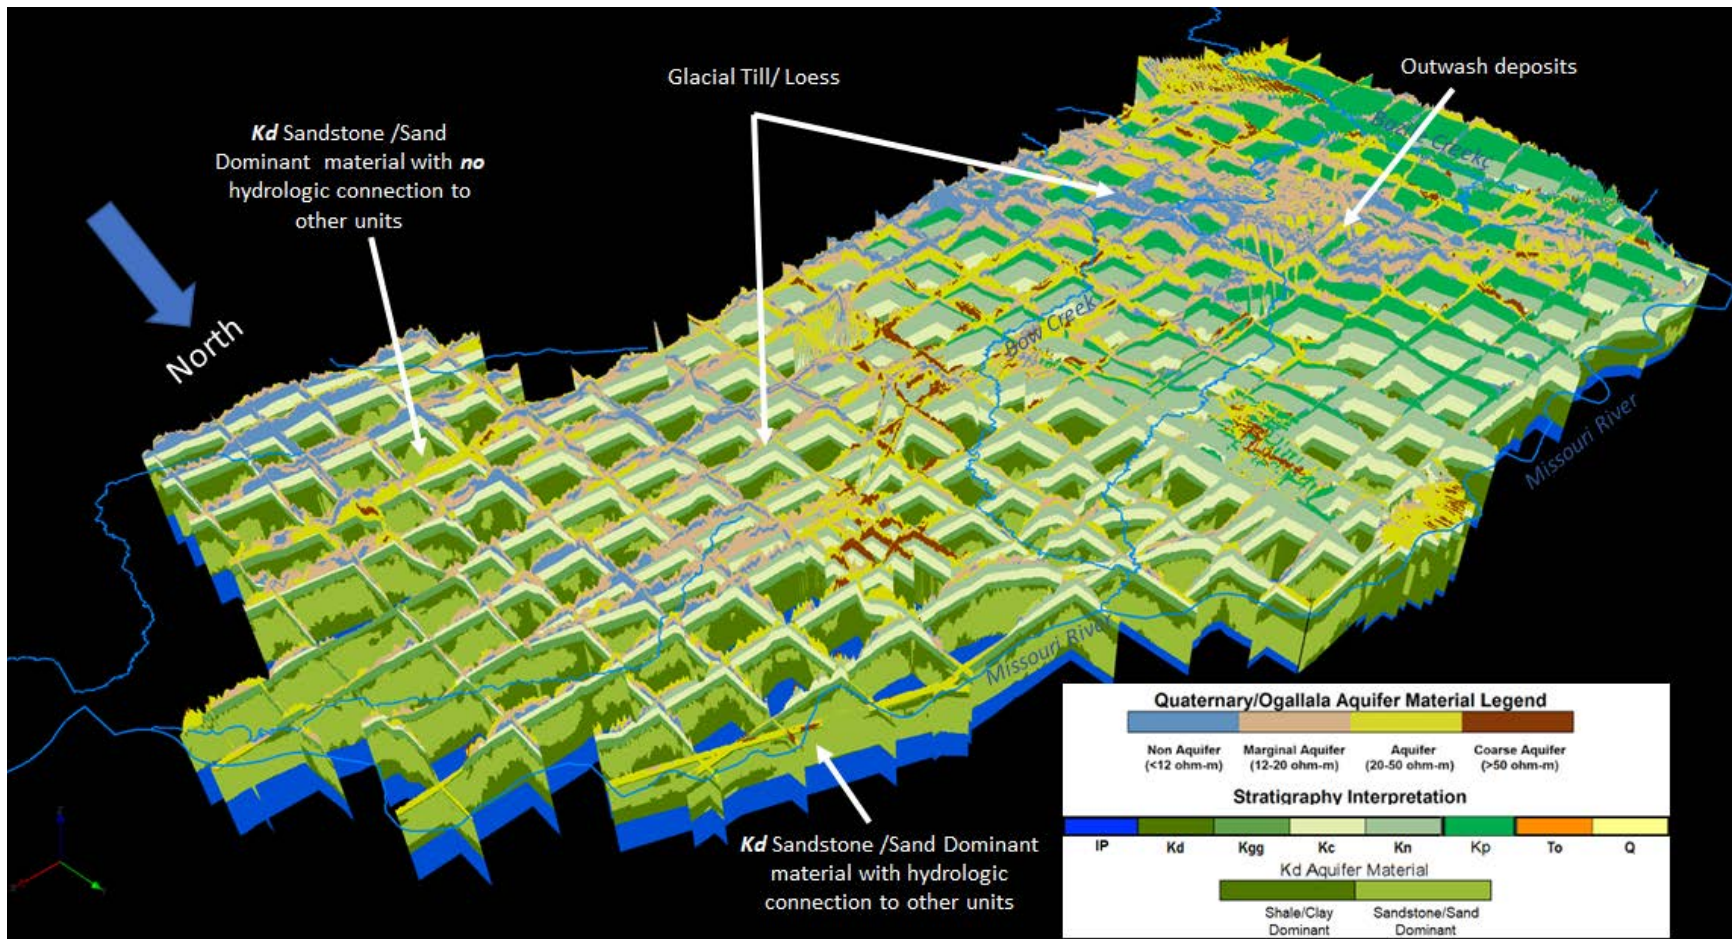 Glacial Till/ Loess
Outwash deposits
Kd Sandstone /Sand
Dominant material with no
hydrologic connection to
other units
North
Bow Creek
Missouri River
Missouri River
Kd Sandstone /Sand Dominant
material with hydrologic
connection to other units
Quaternary/Ogallala Aquifer Material Legend
Non Aquifer
(<12 ohm-m)
Marginal Aquifer
(12-20 ohm-m)
Aquifer
(20-50 ohm-m)
Coarse Aquifer
(>50 ohm-m)
Stratigraphy Interpretation
IP Kd Kgg Kc Kn Kp To Q
Kd Aquifer Material
Shale/Clay
Dominant
Sandstone/Sand
Dominant